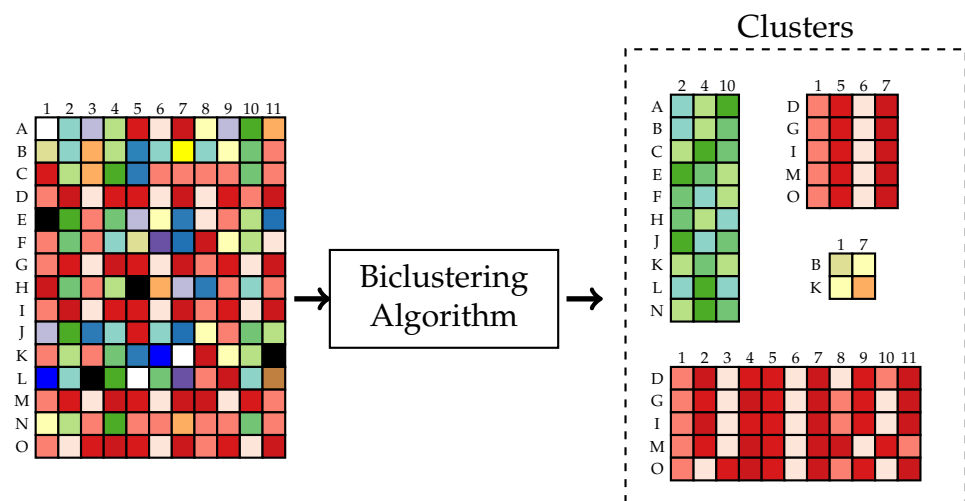 Clusters
2 4 10
A
B
C
E
F
H
J
K
L
N
1 5 6 7
D
G
I
M
O
1 7
B
K
1 2 3 4 5 6 7 8 9 10 11
D
G
I
M
O
1 2 3 4 5 6 7 8 9 10 11
A
B
C
D
E
F
G
H
I
J
K
L
M
N
O
Biclustering
Algorithm